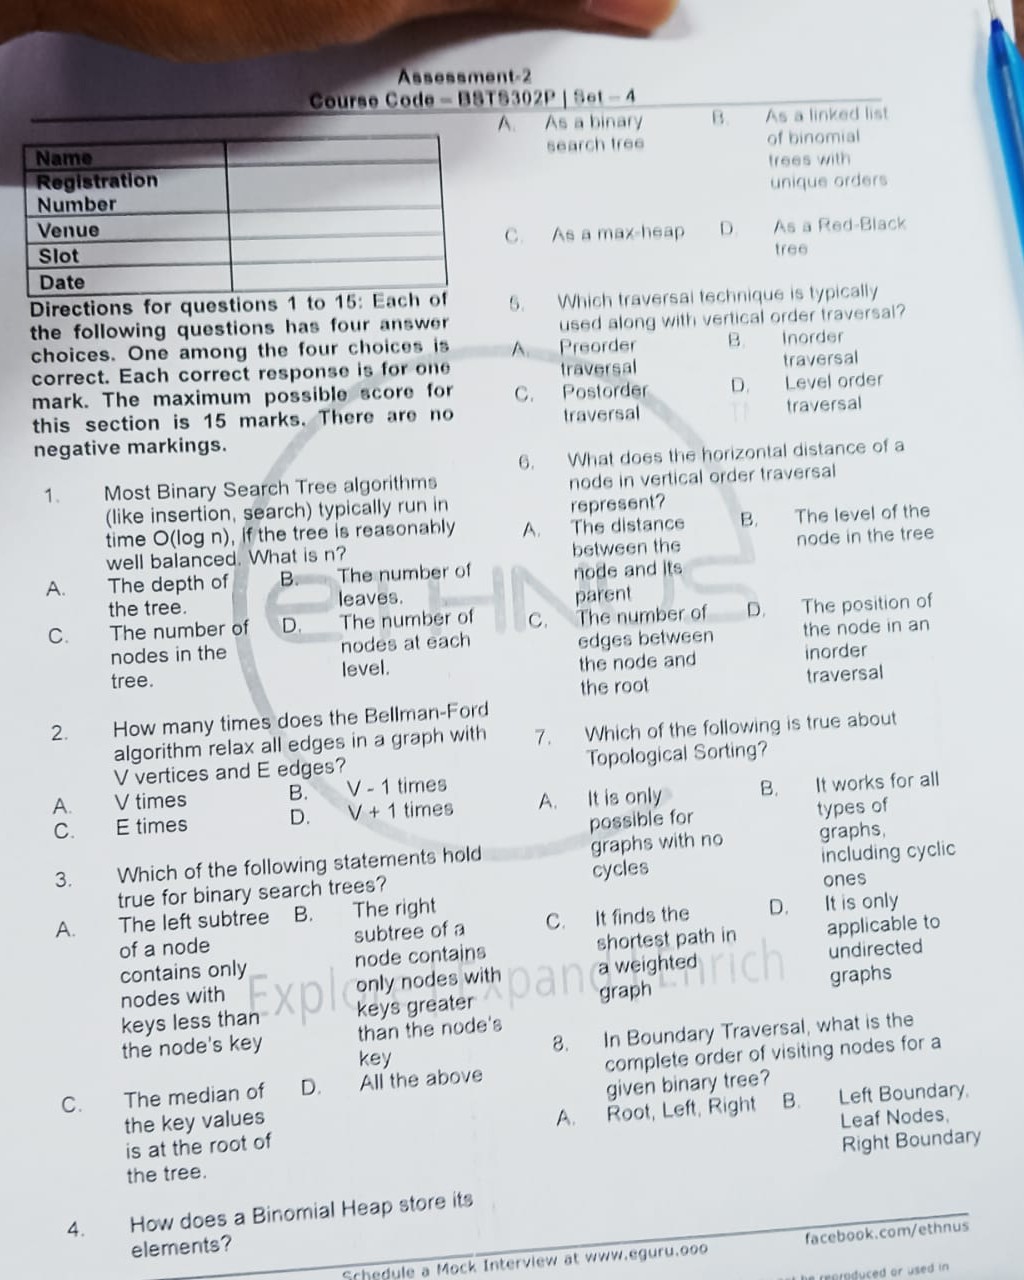 Assessment-2
Course Code – BSTS302P | Set – 4
Name
Registration
Number
Venue
Slot
Date
Directions for questions 1 to 15: Each of
the following questions has four answer
choices. One among the four choices is
correct. Each correct response is for one
mark. The maximum possible score for
this section is 15 marks. There are no
negative markings.
1. Most Binary Search Tree algorithms
(like insertion, search) typically run in
time O(log n), if the tree is reasonably
well balanced. What is n?
A. The depth of
the tree.
B. The number of
leaves.
C. The number of
nodes in the
tree.
D. The number of
nodes at each
level.
2. How many times does the Bellman-Ford
algorithm relax all edges in a graph with
V vertices and E edges?
A. V times B. V - 1 times
C. E times D. V + 1 times
3. Which of the following statements hold
true for binary search trees?
A. The left subtree
of a node
contains only
nodes with
keys less than
the node's key
B. The right
subtree of a
node contains
only nodes with
keys greater
than the node's
key
C. The median of
the key values
is at the root of
the tree.
D. All the above
4. How does a Binomial Heap store its
elements?
A. As a binary
search tree
B. As a linked list
of binomial
trees with
unique orders
C. As a max-heap
D. As a Red-Black
tree
5. Which traversal technique is typically
used along with vertical order traversal?
A. Preorder
traversal
B. Inorder
traversal
C. Postorder
traversal
D. Level order
traversal
6. What does the horizontal distance of a
node in vertical order traversal
represent?
A. The distance
between the
node and its
parent
B. The level of the
node in the tree
C. The number of
edges between
the node and
the root
D. The position of
the node in an
inorder
traversal
7. Which of the following is true about
Topological Sorting?
A. It is only
possible for
graphs with no
cycles
B. It works for all
types of
graphs,
including cyclic
ones
C. It finds the
shortest path in
a weighted
graph
D. It is only
applicable to
undirected
graphs
8. In Boundary Traversal, what is the
complete order of visiting nodes for a
given binary tree?
A. Root, Left, Right
B. Left Boundary,
Leaf Nodes,
Right Boundary
eTHNUS
Explore | Expand | Enrich
Schedule a Mock Interview at www.eguru.ooo
facebook.com/ethnus
be reproduced or used in